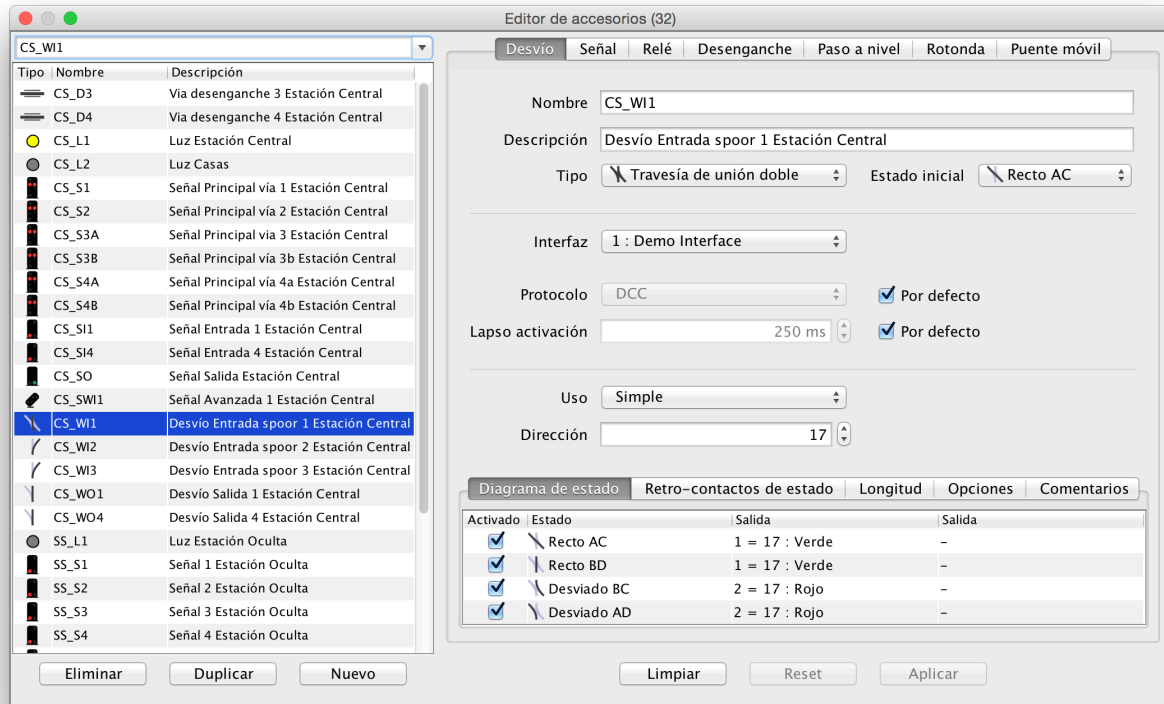 Editor de accesorios (32)
CS_WI1
Tipo Nombre Descripción
CS_D3 Via desenganche 3 Estación Central
CS_D4 Via desenganche 4 Estación Central
CS_L1 Luz Estación Central
CS_L2 Luz Casas
CS_S1 Señal Principal vía 1 Estación Central
CS_S2 Señal Principal vía 2 Estación Central
CS_S3A Señal Principal via 3 Estación Central
CS_S3B Señal Principal vía 3b Estación Central
CS_S4A Señal Principal vía 4a Estación Central
CS_S4B Señal Principal vía 4b Estación Central
CS_SI1 Señal Entrada 1 Estación Central
CS_SI4 Señal Entrada 4 Estación Central
CS_SO Señal Salida Estación Central
CS_SWI1 Señal Avanzada 1 Estación Central
CS_WI1 Desvío Entrada spoor 1 Estación Central
CS_WI2 Desvío Entrada spoor 2 Estación Central
CS_WI3 Desvío Entrada spoor 3 Estación Central
CS_WO1 Desvío Salida 1 Estación Central
CS_WO4 Desvío Salida 4 Estación Central
SS_L1 Luz Estación Oculta
SS_S1 Señal 1 Estación Oculta
SS_S2 Señal 2 Estación Oculta
SS_S3 Señal 3 Estación Oculta
SS_S4 Señal 4 Estación Oculta
Eliminar Duplicar Nuevo
Desvío Señal Relé Desenganche Paso a nivel Rotonda Puente móvil
Nombre CS_WI1
Descripción Desvío Entrada spoor 1 Estación Central
Tipo Travesía de unión doble Estado inicial Recto AC
Interfaz 1 : Demo Interface
Protocolo DCC Por defecto
Lapso activación 250 ms Por defecto
Uso Simple
Dirección 17
Diagrama de estado Retro-contactos de estado Longitud Opciones Comentarios
Activado Estado Salida Salida
Recto AC 1 = 17 : Verde –
Recto BD 1 = 17 : Verde –
Desviado BC 2 = 17 : Rojo –
Desviado AD 2 = 17 : Rojo –
Limpiar Reset Aplicar